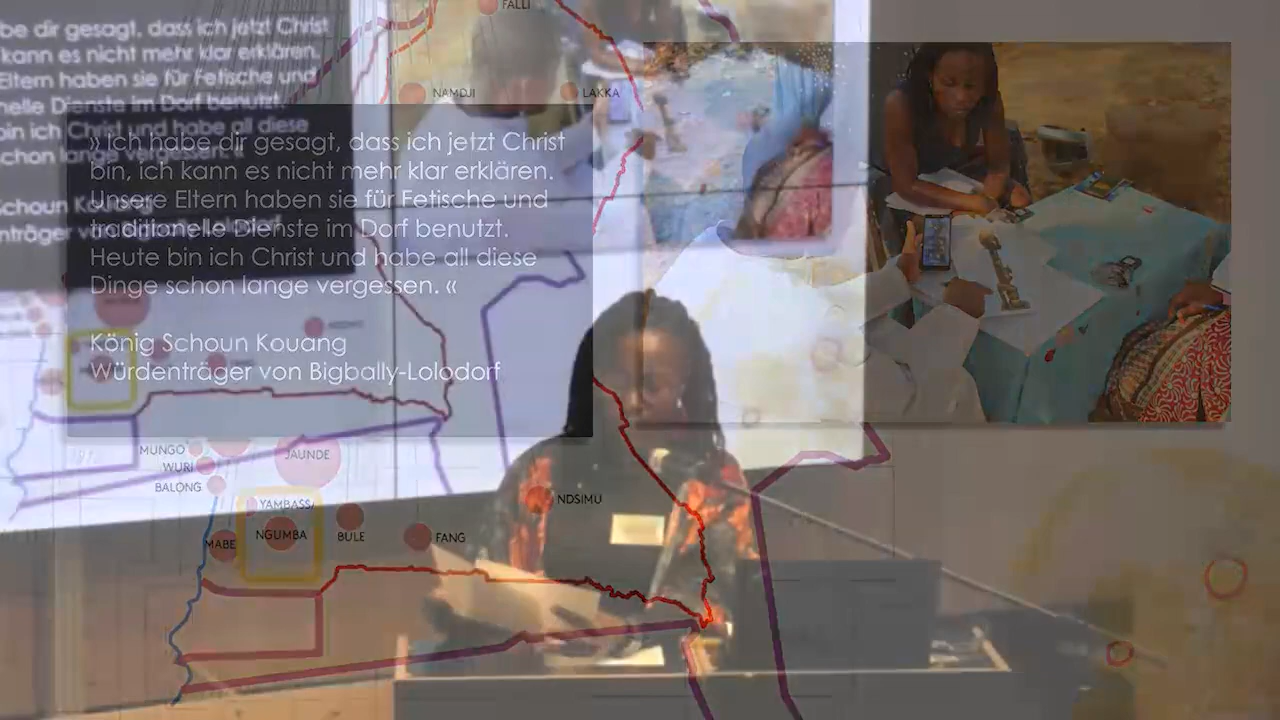 be dir gesagt, dass ich jetzt Christ
kann es nicht mehr klar erklären.
Eltern haben sie für Fetische und
nelle Dienste im Dorf benutzt.
bin ich Christ und habe all diese
chon lange vergessen. «
FALLI
NAMDJI
LAKKA
» Ich habe dir gesagt, dass ich jetzt Christ
bin, ich kann es nicht mehr klar erklären.
Unsere Eltern haben sie für Fetische und
traditionelle Dienste im Dorf benutzt.
Heute bin ich Christ und habe all diese
Dinge schon lange vergessen. «
König Schoun Kouang
Würdenträger von Bigbally-Lolodorf
MUNGO
WURI
BALONG
JAUNDE
YAMBASSA
NDSIMU
MABE
NGUMBA
BULE
FANG